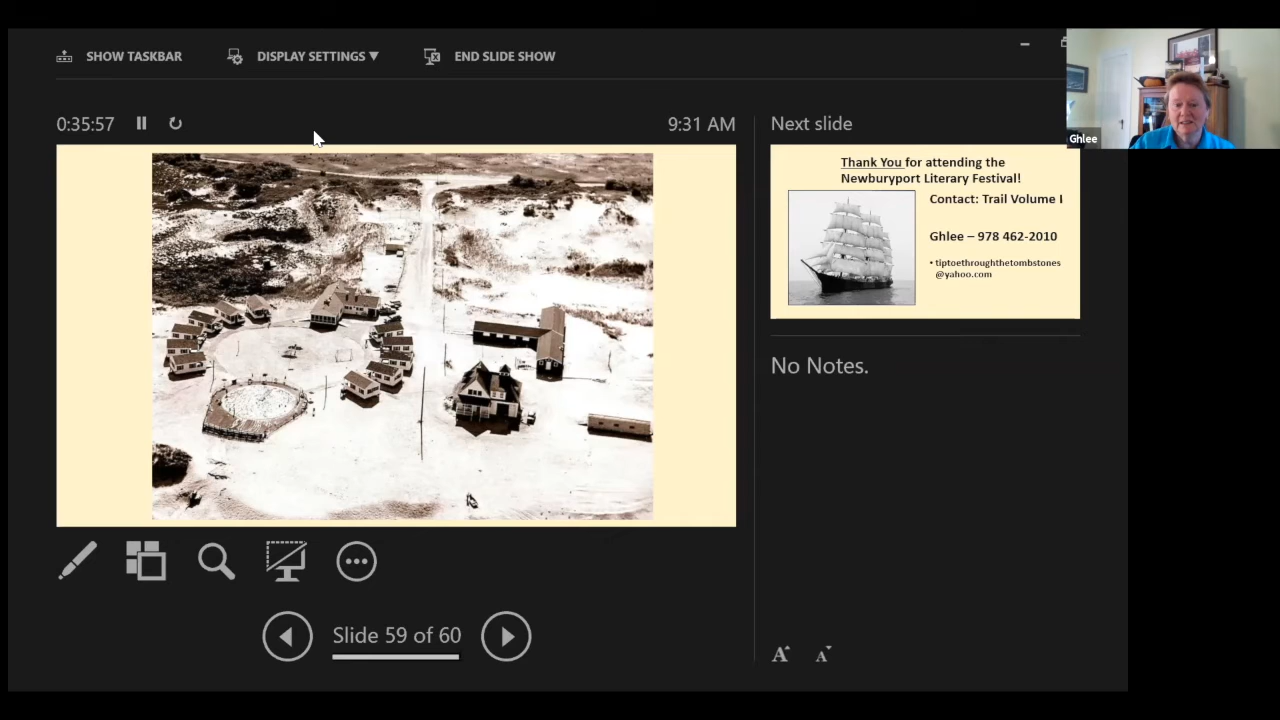 SHOW TASKBAR
DISPLAY SETTINGS ▼
END SLIDE SHOW
0:35:57
9:31 AM
Next slide
Ghlee
Thank You for attending the
Newburyport Literary Festival!
Contact: Trail Volume I
Ghlee – 978 462-2010
• tiptoethroughthetombstones
@yahoo.com
No Notes.
Slide 59 of 60
A A